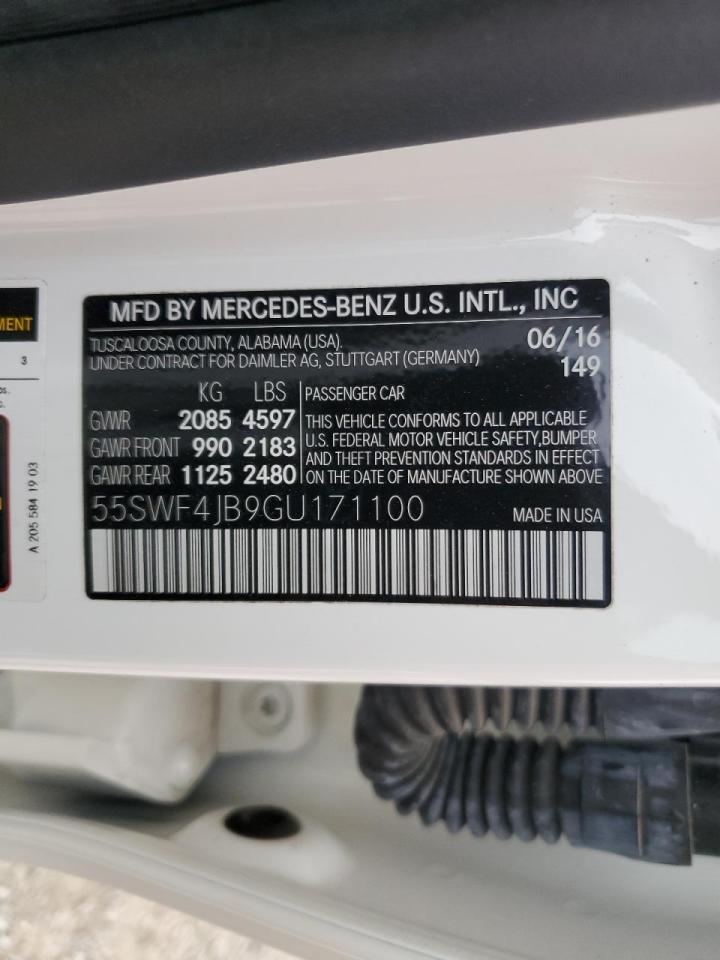 MFD BY MERCEDES-BENZ U.S. INTL., INC
TUSCALOOSA COUNTY, ALABAMA (USA). 06/16
UNDER CONTRACT FOR DAIMLER AG, STUTTGART (GERMANY) 149
KG LBS
GVWR 2085 4597
GAWR FRONT 990 2183
GAWR REAR 1125 2480
PASSENGER CAR
THIS VEHICLE CONFORMS TO ALL APPLICABLE
U.S. FEDERAL MOTOR VEHICLE SAFETY,BUMPER
AND THEFT PREVENTION STANDARDS IN EFFECT
ON THE DATE OF MANUFACTURE SHOWN ABOVE
55SWF4JB9GU171100 MADE IN USA
MENT
3
A 205 584 19 03